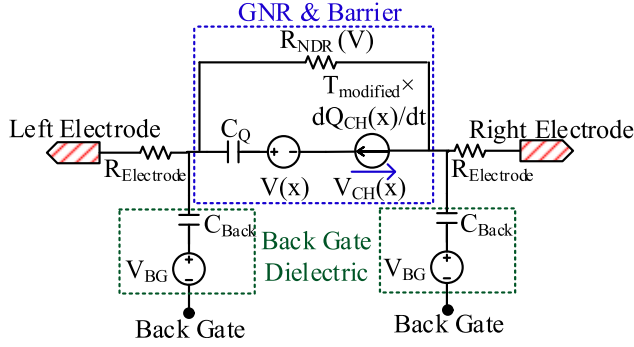 GNR & Barrier
R_NDR (V)
T_modified×
dQ_CH(x)/dt
Left Electrode
C_Q
Right Electrode
R_Electrode
+ -
R_Electrode
V(x)
V_CH(x)
C_Back
C_Back
Back Gate
Dielectric
V_BG
+
-
V_BG
+
-
Back Gate
Back Gate